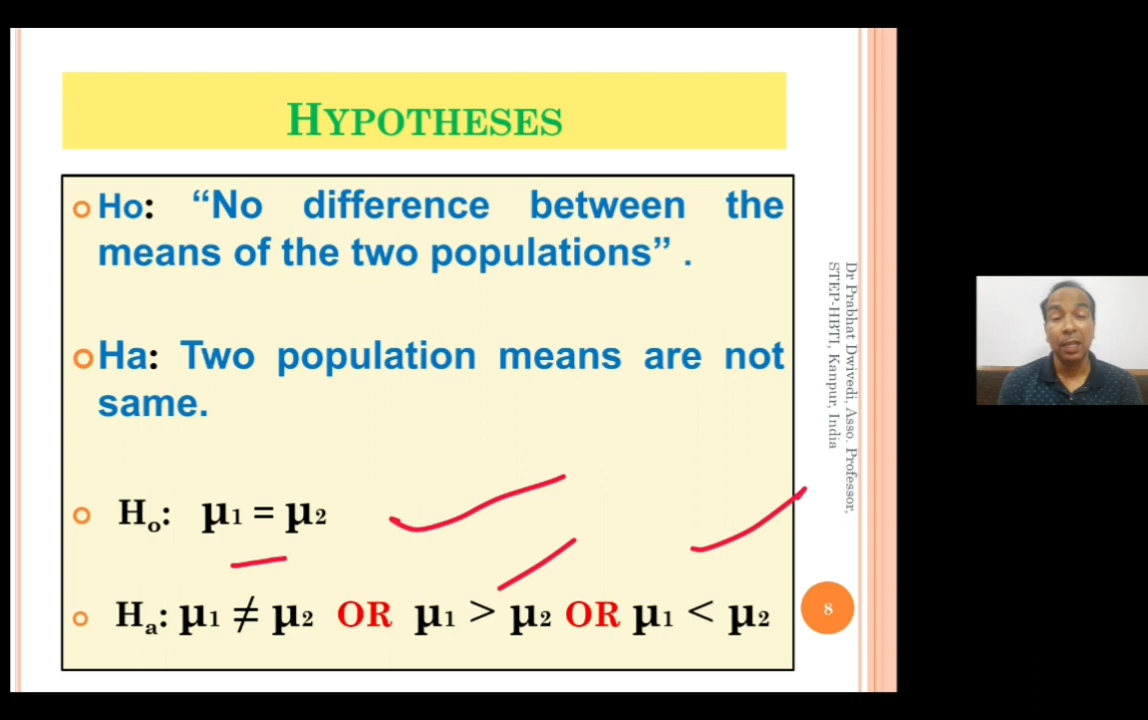 HYPOTHESES
Ho: “No difference between the
means of the two populations” .
Ha: Two population means are not
same.
Ho: µ1 = µ2
Ha: µ1 ≠ µ2 OR µ1 > µ2 OR µ1 < µ2
Dr Prabhat Dwivedi, Asso. Professor,
STEP-HBTI, Kanpur, India
8